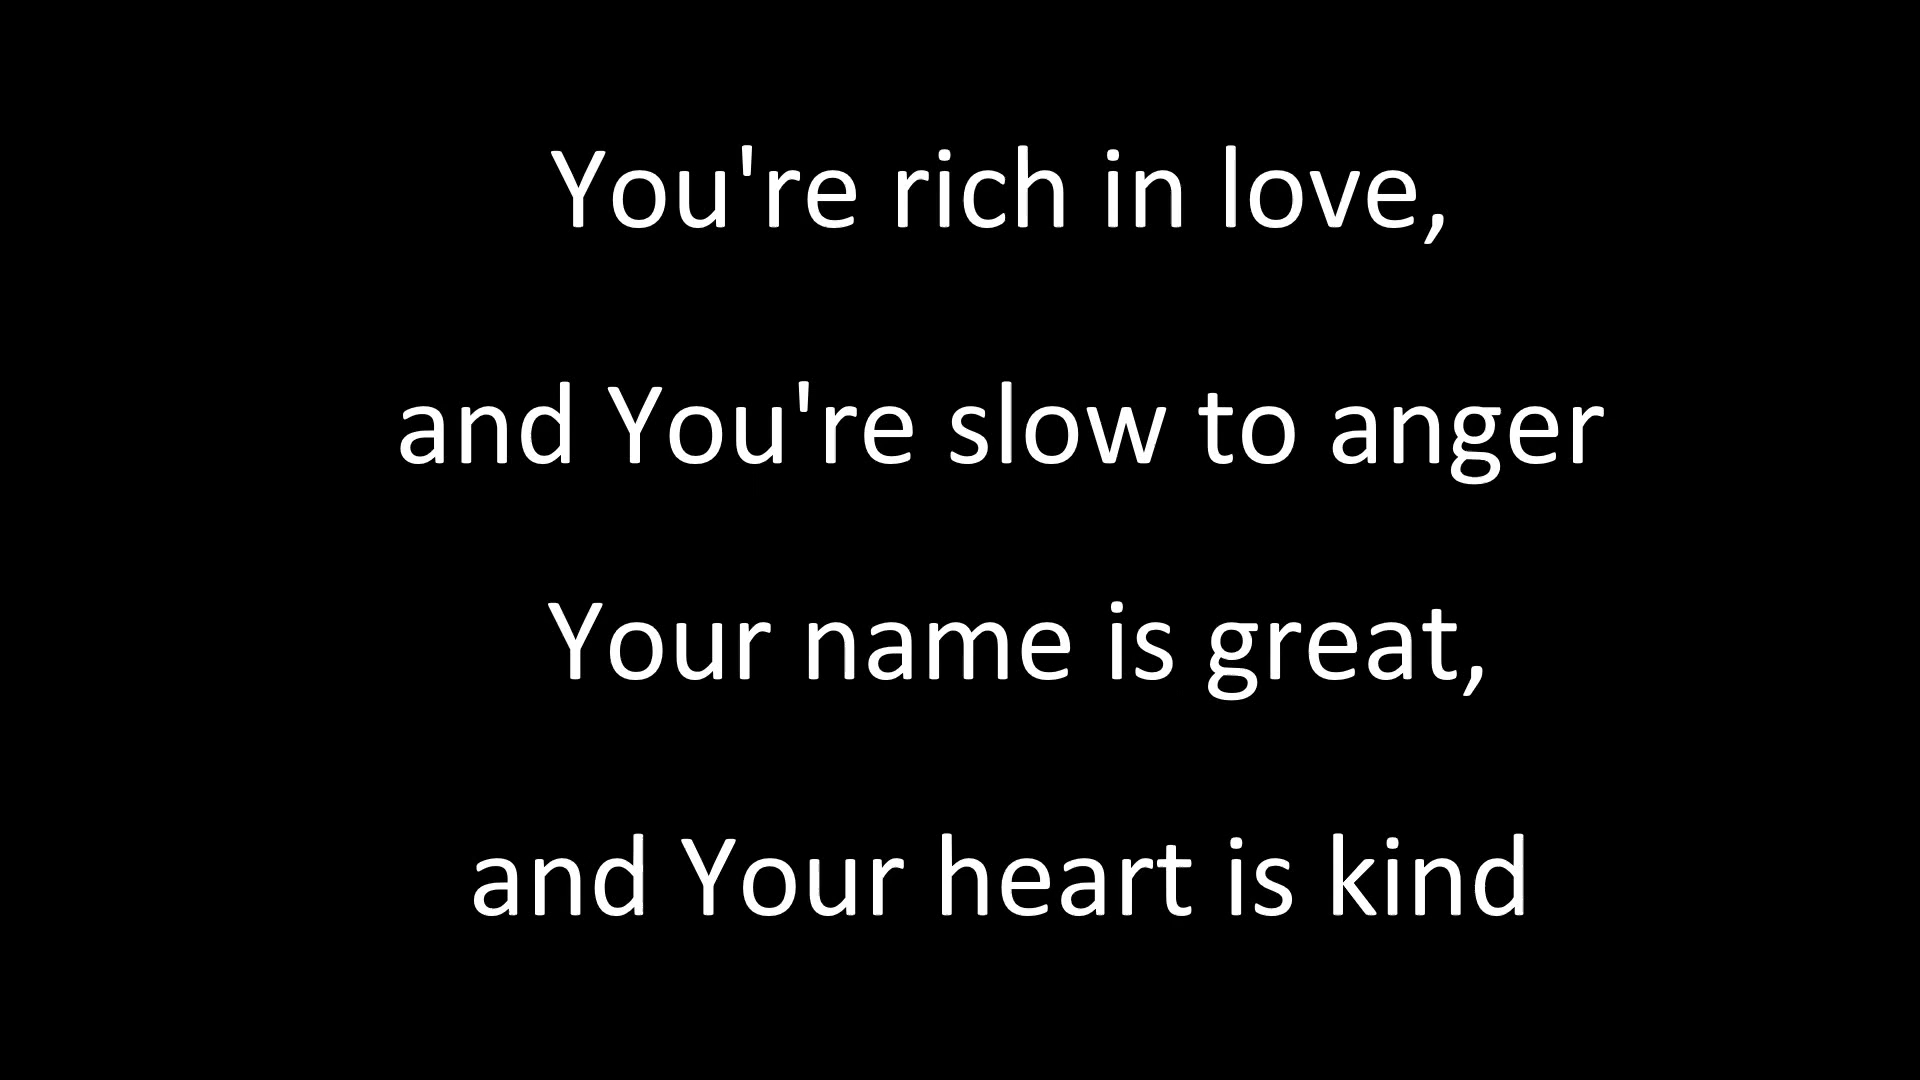 You're rich in love,
and You're slow to anger
Your name is great,
and Your heart is kind